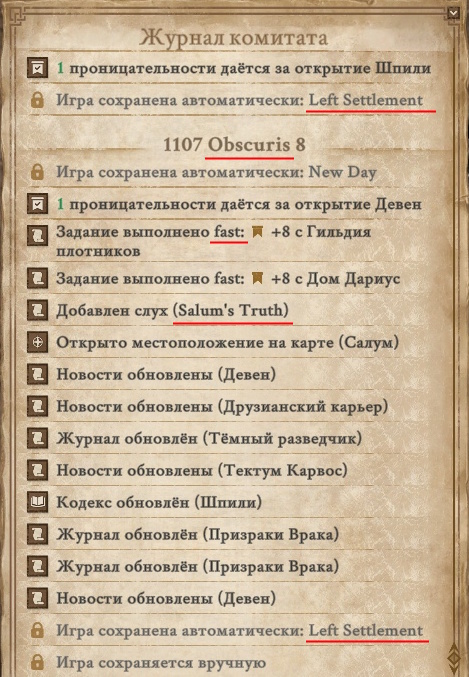 Журнал комитата
1 проницательности даётся за открытие Шпили
Игра сохранена автоматически: Left Settlement
1107 Obscuris 8
Игра сохранена автоматически: New Day
1 проницательности даётся за открытие Девен
Задание выполнено fast: +8 с Гильдия
плотников
Задание выполнено fast: +8 с Дом Дариус
Добавлен слух (Salum's Truth)
Открыто местоположение на карте (Салум)
Новости обновлены (Девен)
Новости обновлены (Друзианский карьер)
Журнал обновлён (Тёмный разведчик)
Новости обновлены (Тектум Карвос)
Кодекс обновлён (Шпили)
Журнал обновлён (Призраки Врака)
Журнал обновлён (Призраки Врака)
Новости обновлены (Девен)
Игра сохранена автоматически: Left Settlement
Игра сохраняется вручную